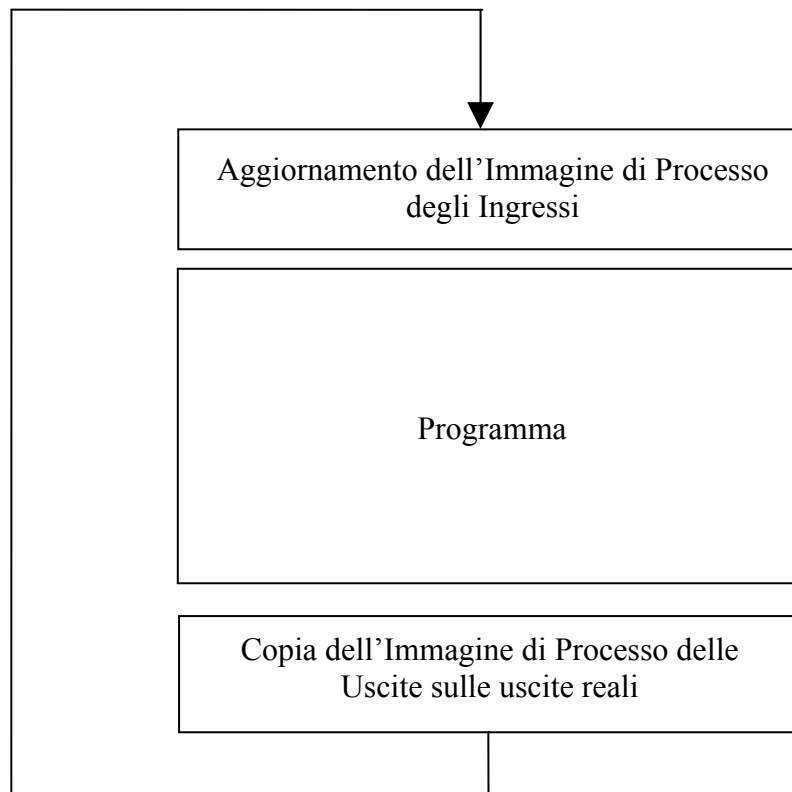 Aggiornamento dell’Immagine di Processo
degli Ingressi
Programma
Copia dell’Immagine di Processo delle
Uscite sulle uscite reali